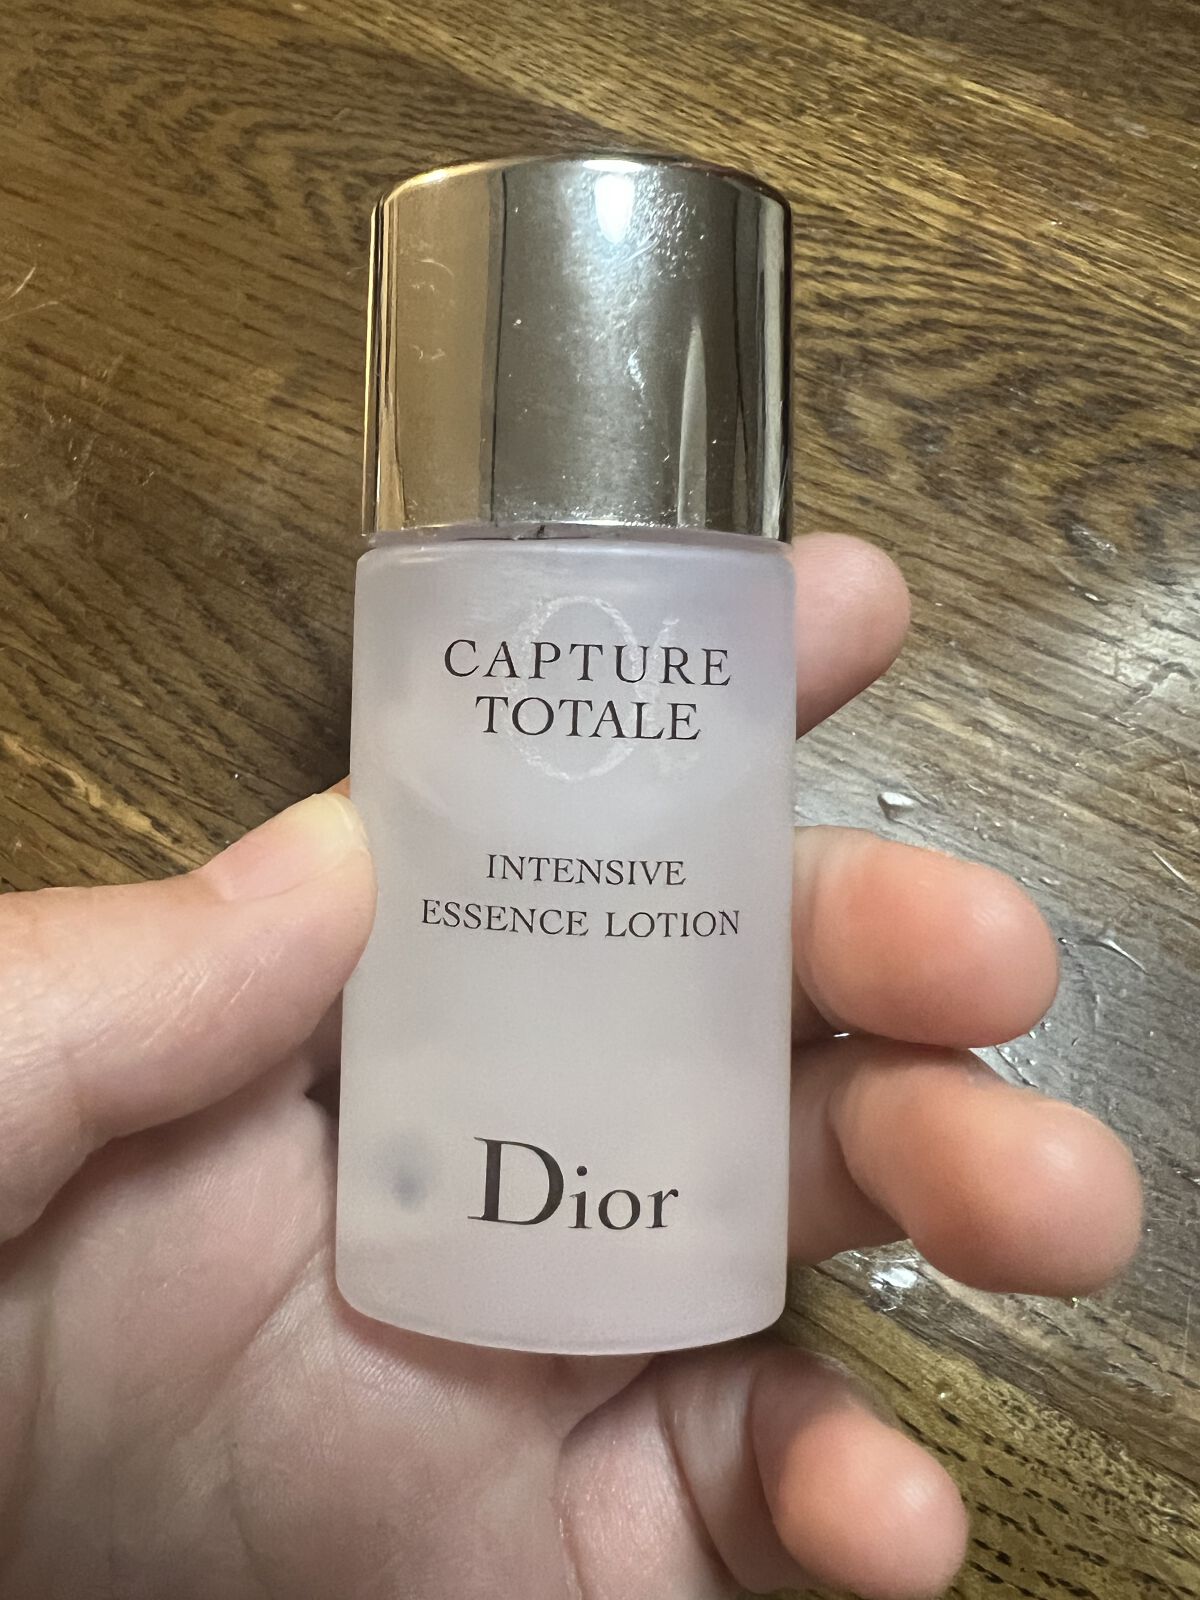 CAPTURE
TOTALE
INTENSIVE
ESSENCE LOTION
Dior